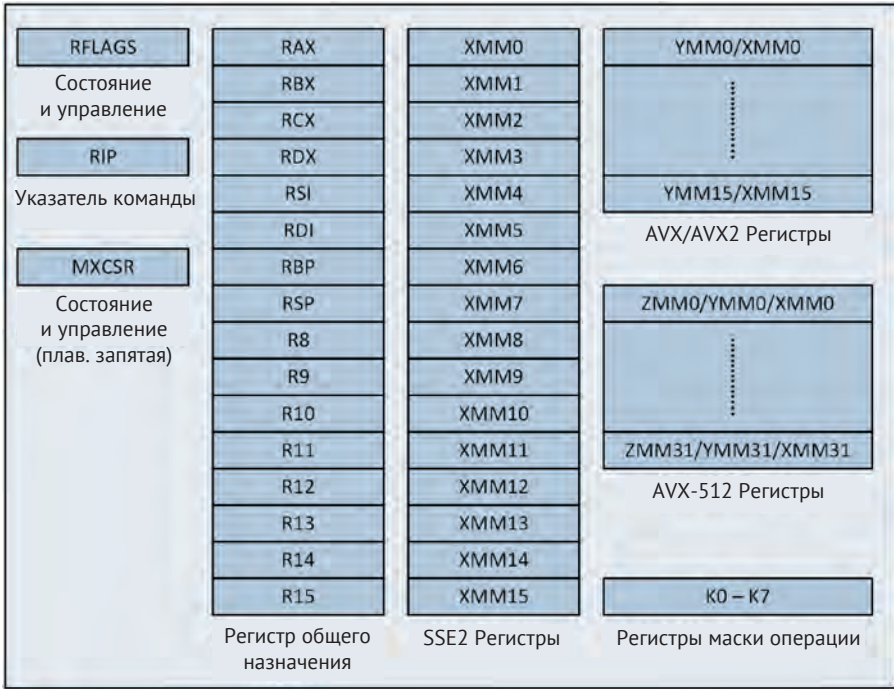 RFLAGS
Состояние
и управление
RIP
Указатель команды
MXCSR
Состояние
и управление
(плав. запятая)
RAX
RBX
RCX
RDX
RSI
RDI
RBP
RSP
R8
R9
R10
R11
R12
R13
R14
R15
Регистр общего
назначения
XMM0
XMM1
XMM2
XMM3
XMM4
XMM5
XMM6
XMM7
XMM8
XMM9
XMM10
XMM11
XMM12
XMM13
XMM14
XMM15
SSE2 Регистры
YMM0/XMM0
YMM15/XMM15
AVX/AVX2 Регистры
ZMM0/YMM0/XMM0
ZMM31/YMM31/XMM31
AVX-512 Регистры
K0 – K7
Регистры маски операции